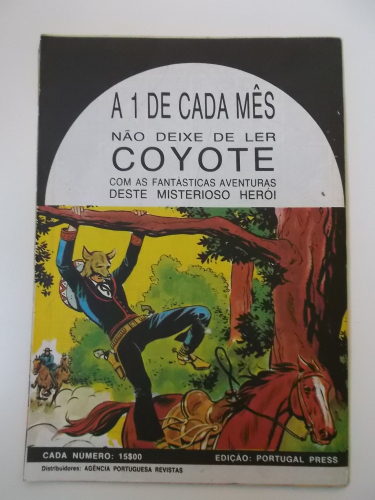 A 1 DE CADA MÊS
NÃO DEIXE DE LER
COYOTE
COM AS FANTÁSTICAS AVENTURAS
DESTE MISTERIOSO HERÓI
CADA NUMERO: 15$00
EDIÇÃO: PORTUGAL PRESS
Distribuidores: AGÊNCIA PORTUGUESA REVISTAS